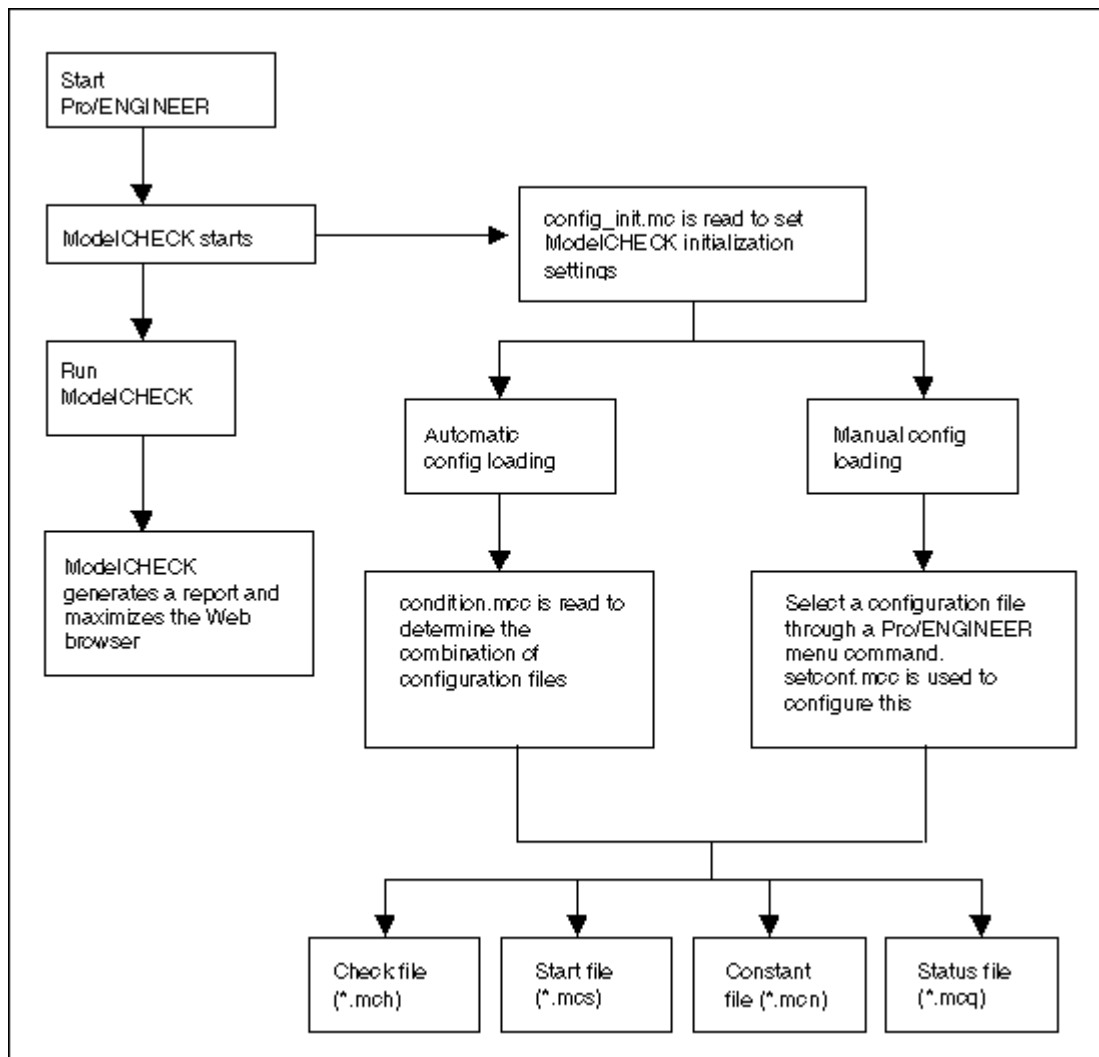 Start
Pro/ENGINEER
ModelCHECK starts
config_init.mc is read to set
ModelCHECK initialization
settings
Run
ModelCHECK
Automatic
config loading
Manual config
loading
ModelCHECK
generates a report and
maximizes the Web
browser
condition.mcc is read to
determine the
combination of
configuration files
Select a configuration file
through a Pro/ENGINEER
menu command.
setconf.mcc is used to
configure this
Check file
(*.mch)
Start file
(*.mcs)
Constant
file (*.mcn)
Status file
(*.mcq)